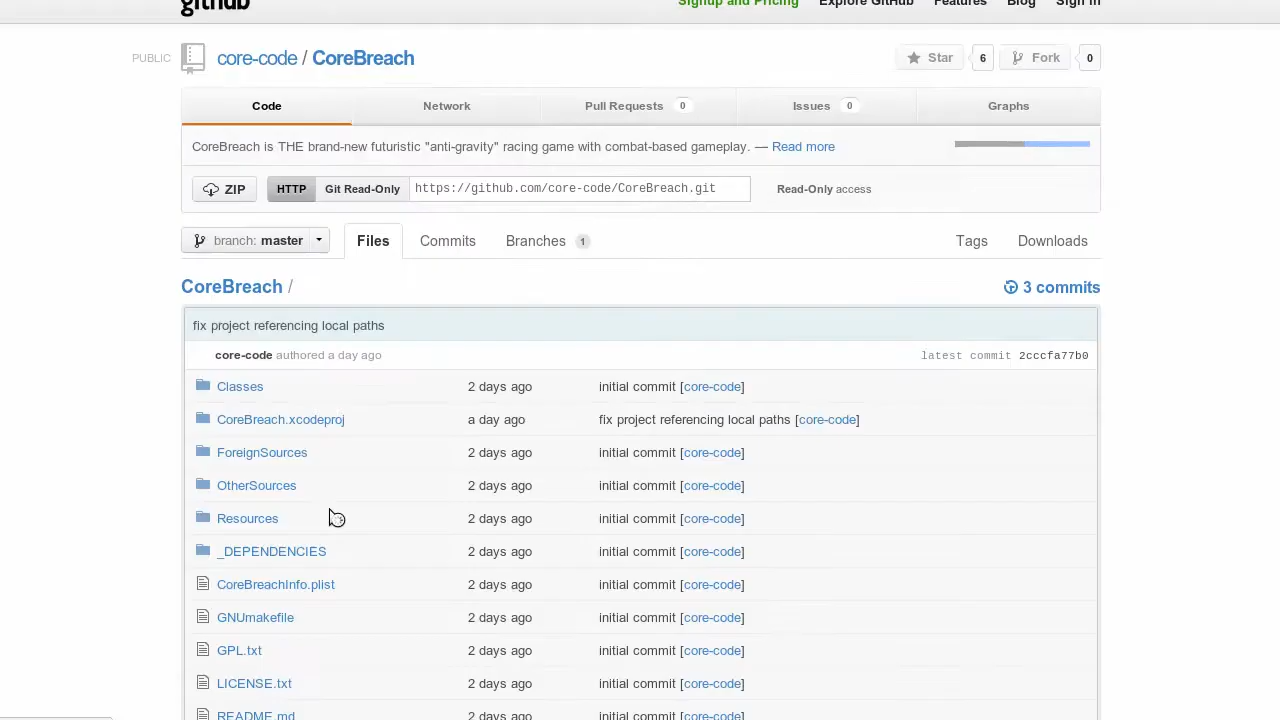 github
Signup and Pricing Explore GitHub Features Blog Sign in
PUBLIC core-code / CoreBreach Star 6 Fork 0
Code Network Pull Requests 0 Issues 0 Graphs
CoreBreach is THE brand-new futuristic "anti-gravity" racing game with combat-based gameplay. — Read more
ZIP HTTP Git Read-Only https://github.com/core-code/CoreBreach.git Read-Only access
branch: master Files Commits Branches 1 Tags Downloads
CoreBreach / 3 commits
fix project referencing local paths
core-code authored a day ago latest commit 2cccfa77b0
Classes 2 days ago initial commit [core-code]
CoreBreach.xcodeproj a day ago fix project referencing local paths [core-code]
ForeignSources 2 days ago initial commit [core-code]
OtherSources 2 days ago initial commit [core-code]
Resources 2 days ago initial commit [core-code]
_DEPENDENCIES 2 days ago initial commit [core-code]
CoreBreachInfo.plist 2 days ago initial commit [core-code]
GNUmakefile 2 days ago initial commit [core-code]
GPL.txt 2 days ago initial commit [core-code]
LICENSE.txt 2 days ago initial commit [core-code]
README.md 2 days ago initial commit [core-code]